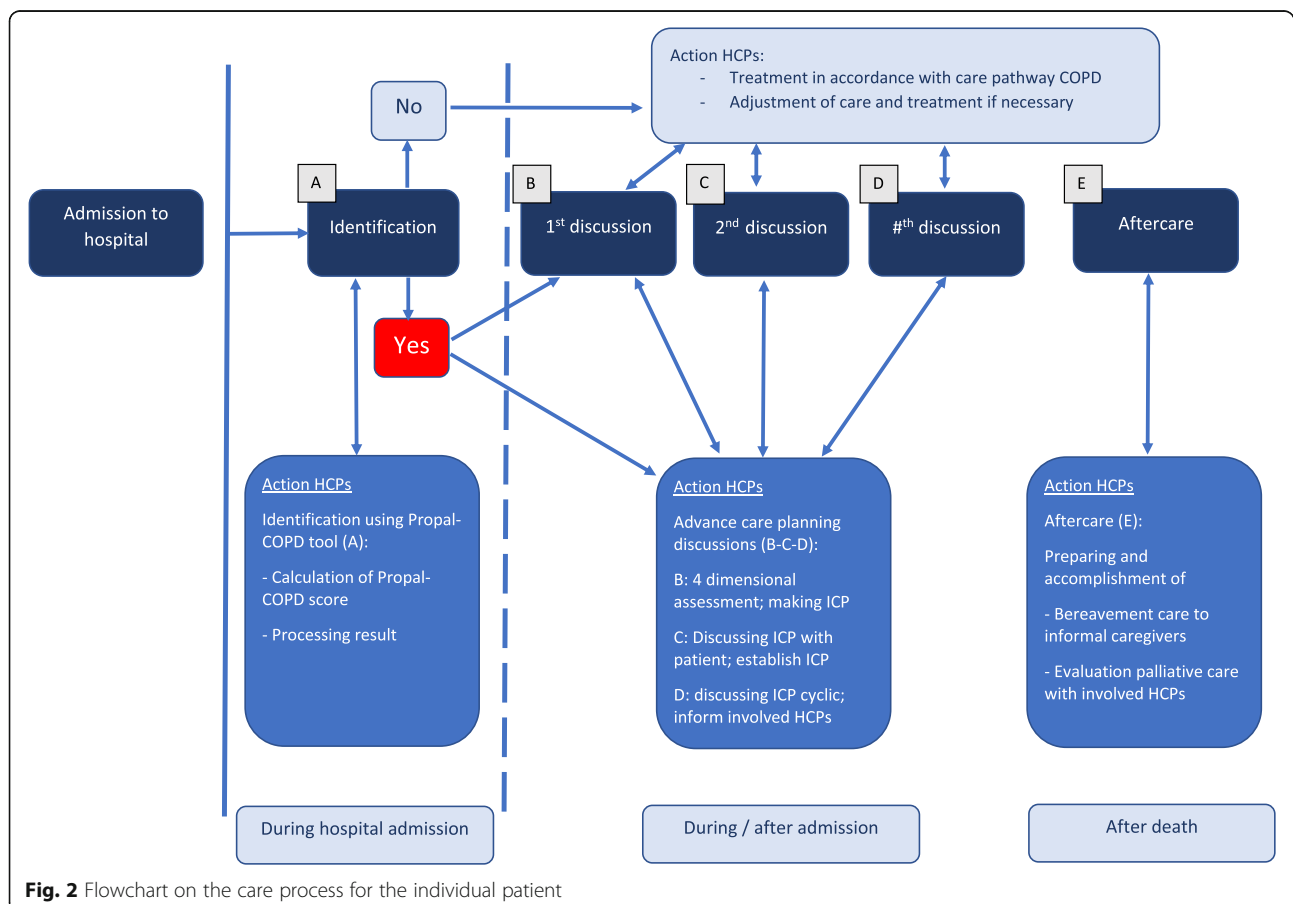 Action HCPs:
- Treatment in accordance with care pathway COPD
- Adjustment of care and treatment if necessary
No
A
B
C
D
E
Admission to
hospital
Identification
1st discussion
2nd discussion
#th discussion
Aftercare
Yes
Action HCPs
Identification using Propal-
COPD tool (A):
- Calculation of Propal-
COPD score
- Processing result
Action HCPs
Advance care planning
discussions (B-C-D):
B: 4 dimensional
assessment; making ICP
C: Discussing ICP with
patient; establish ICP
D: discussing ICP cyclic;
inform involved HCPs
Action HCPs
Aftercare (E):
Preparing and
accomplishment of
- Bereavement care to
informal caregivers
- Evaluation palliative care
with involved HCPs
During hospital admission
During / after admission
After death
Fig. 2 Flowchart on the care process for the individual patient